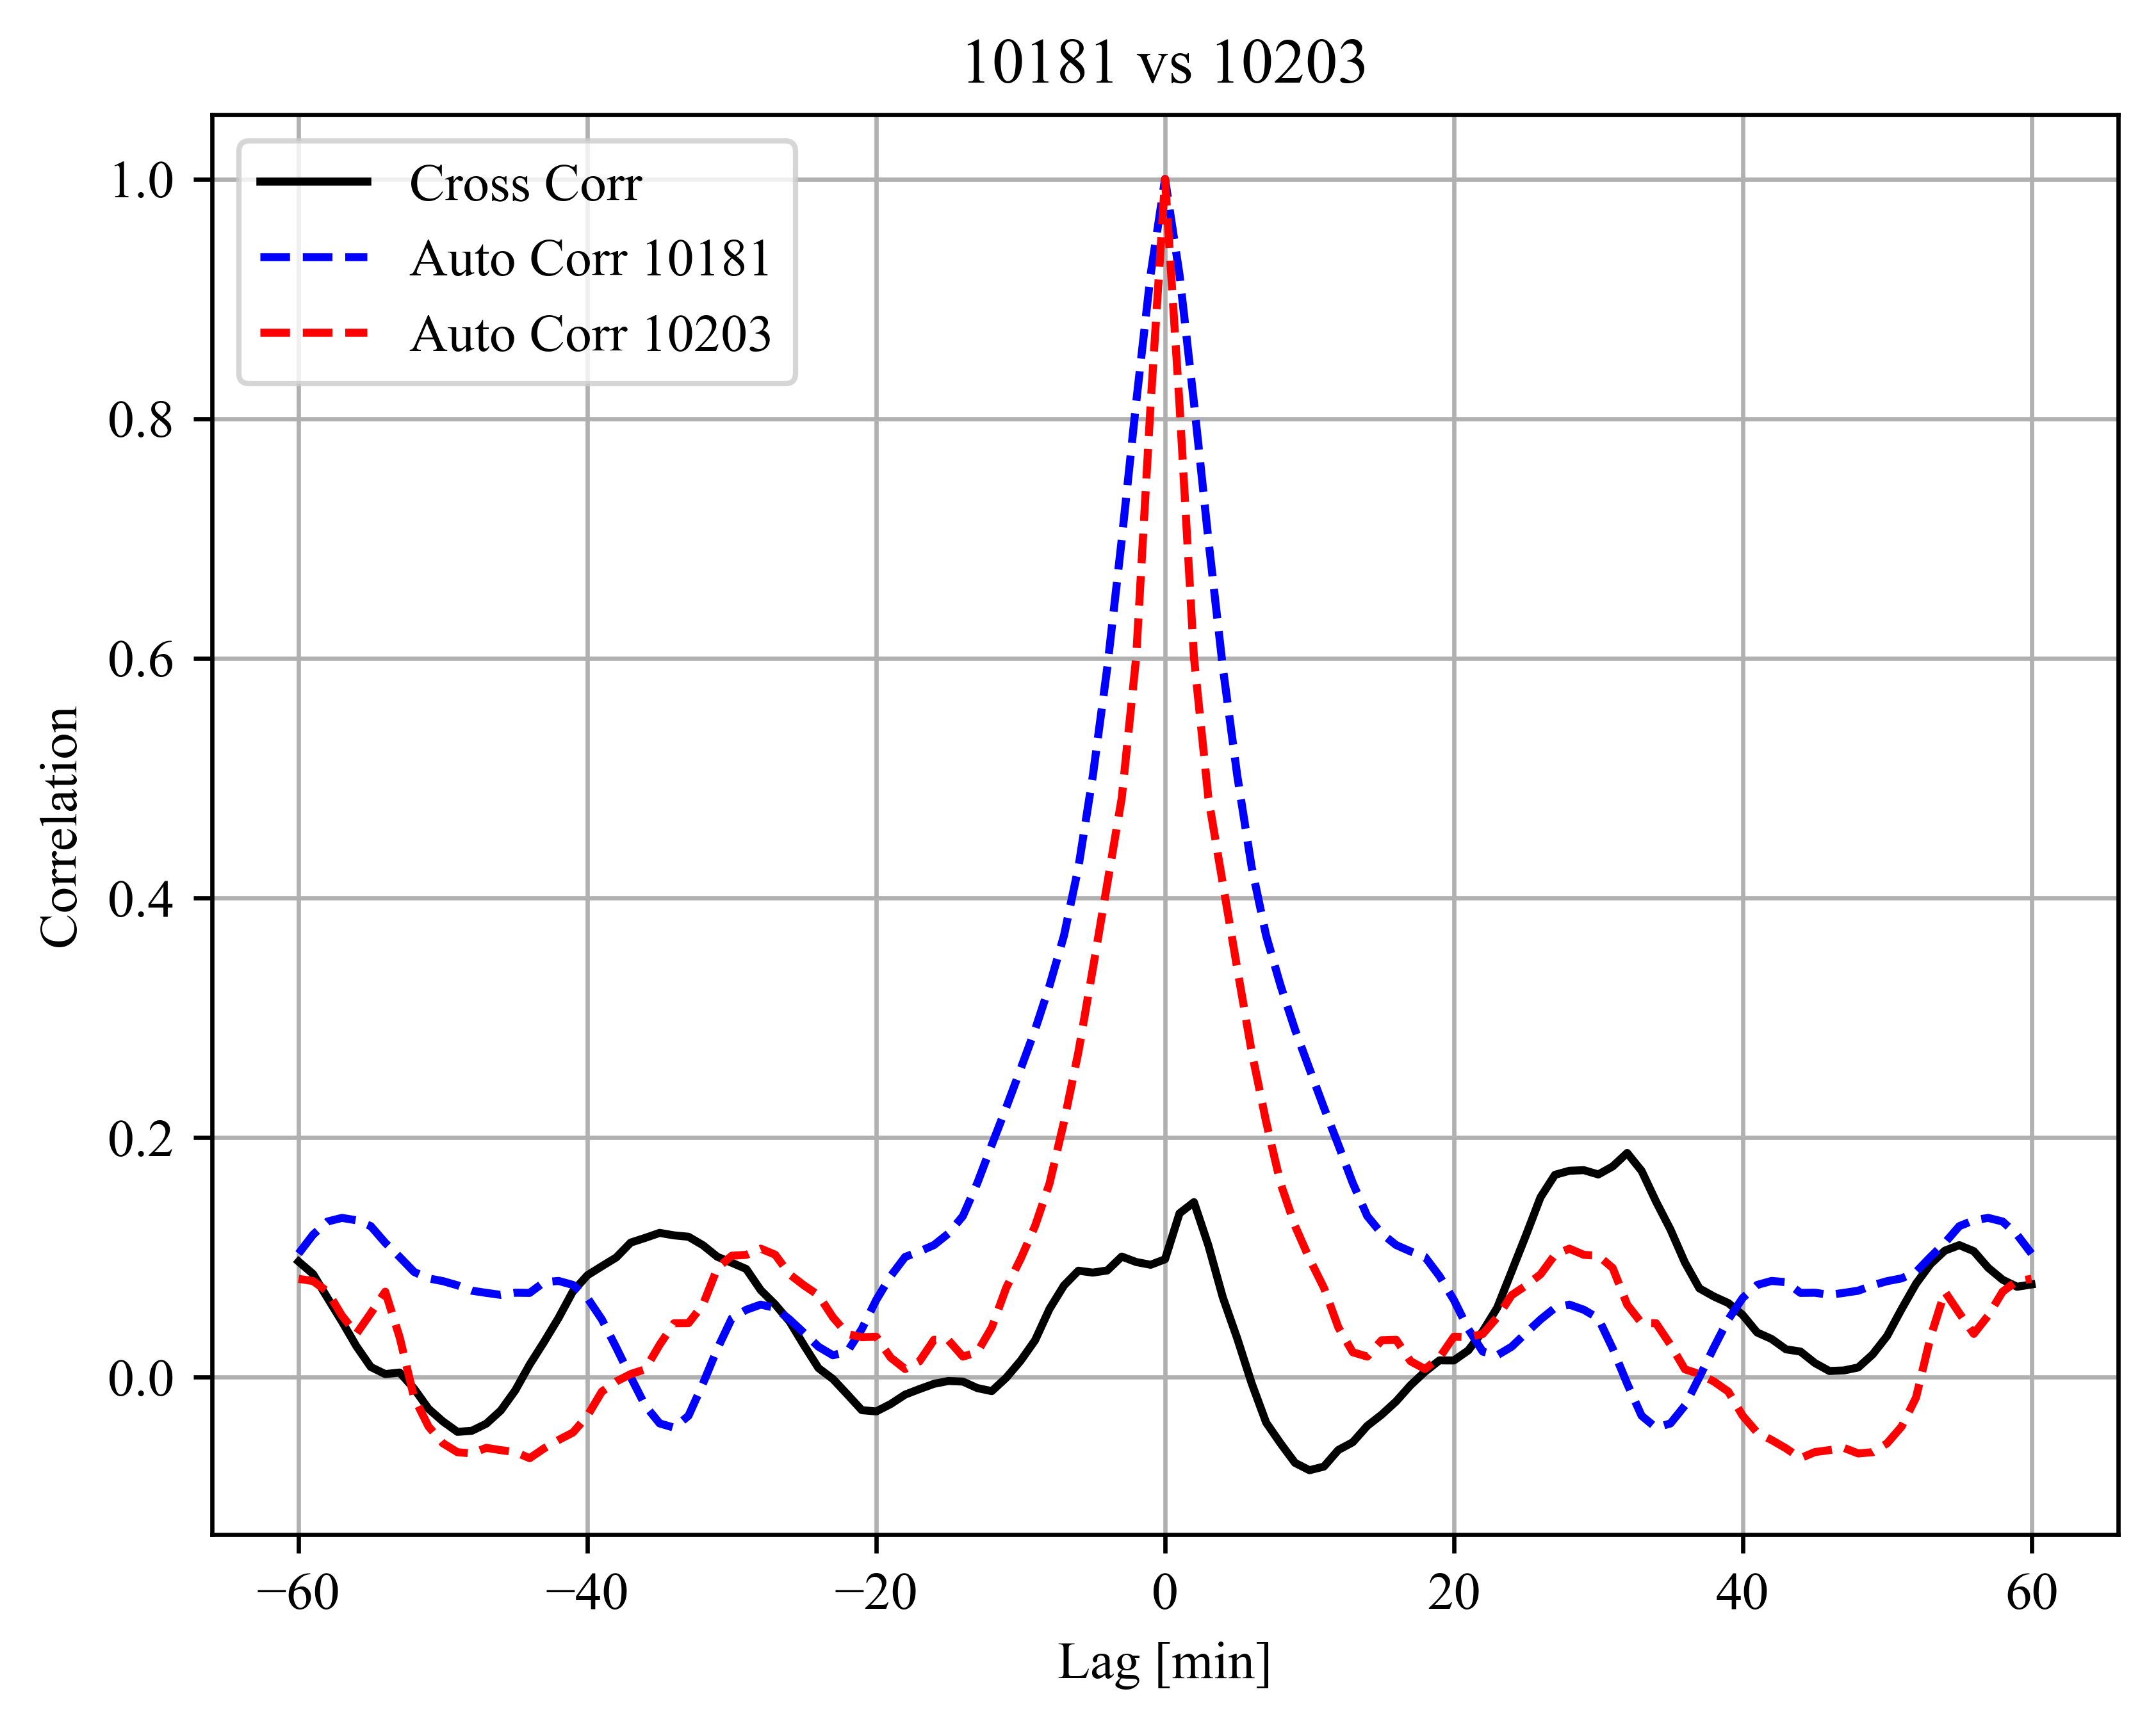 10181 vs 10203
Cross Corr
Auto Corr 10181
Auto Corr 10203
1.0
0.8
0.6
0.4
0.2
0.0
Correlation
−60 −40 −20 0 20 40 60
Lag [min]